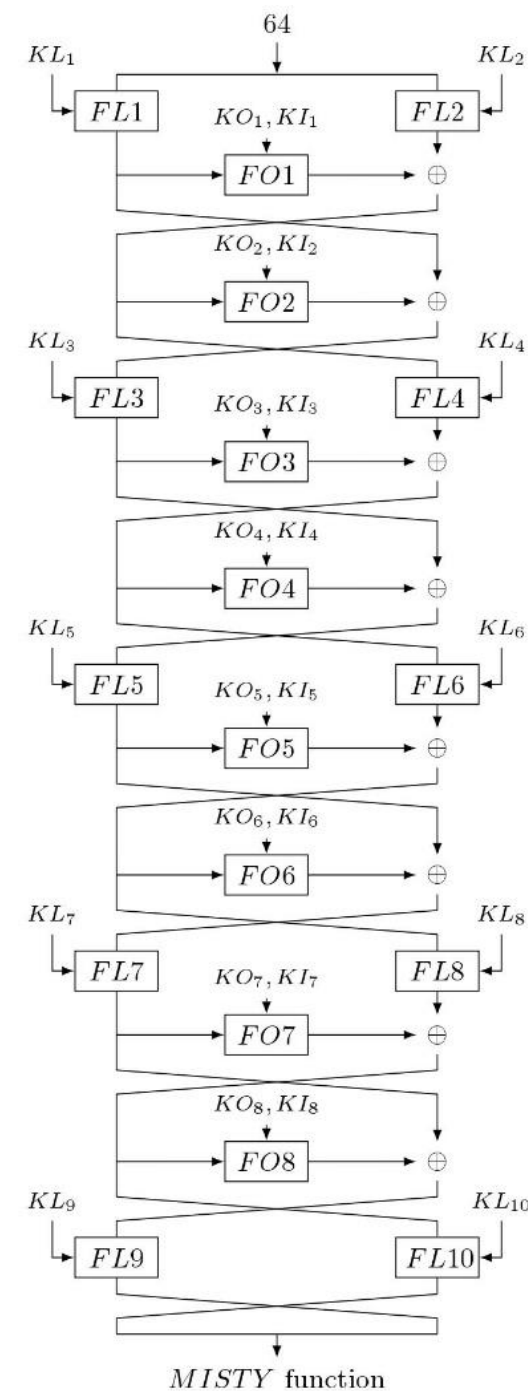 64
KL₁ KL₂
FL1 FL2
KO₁, KI₁
FO1
KO₂, KI₂
FO2
KL₃ KL₄
FL3 FL4
KO₃, KI₃
FO3
KO₄, KI₄
FO4
KL₅ KL₆
FL5 FL6
KO₅, KI₅
FO5
KO₆, KI₆
FO6
KL₇ KL₈
FL7 FL8
KO₇, KI₇
FO7
KO₈, KI₈
FO8
KL₉ KL₁₀
FL9 FL10
MISTY function